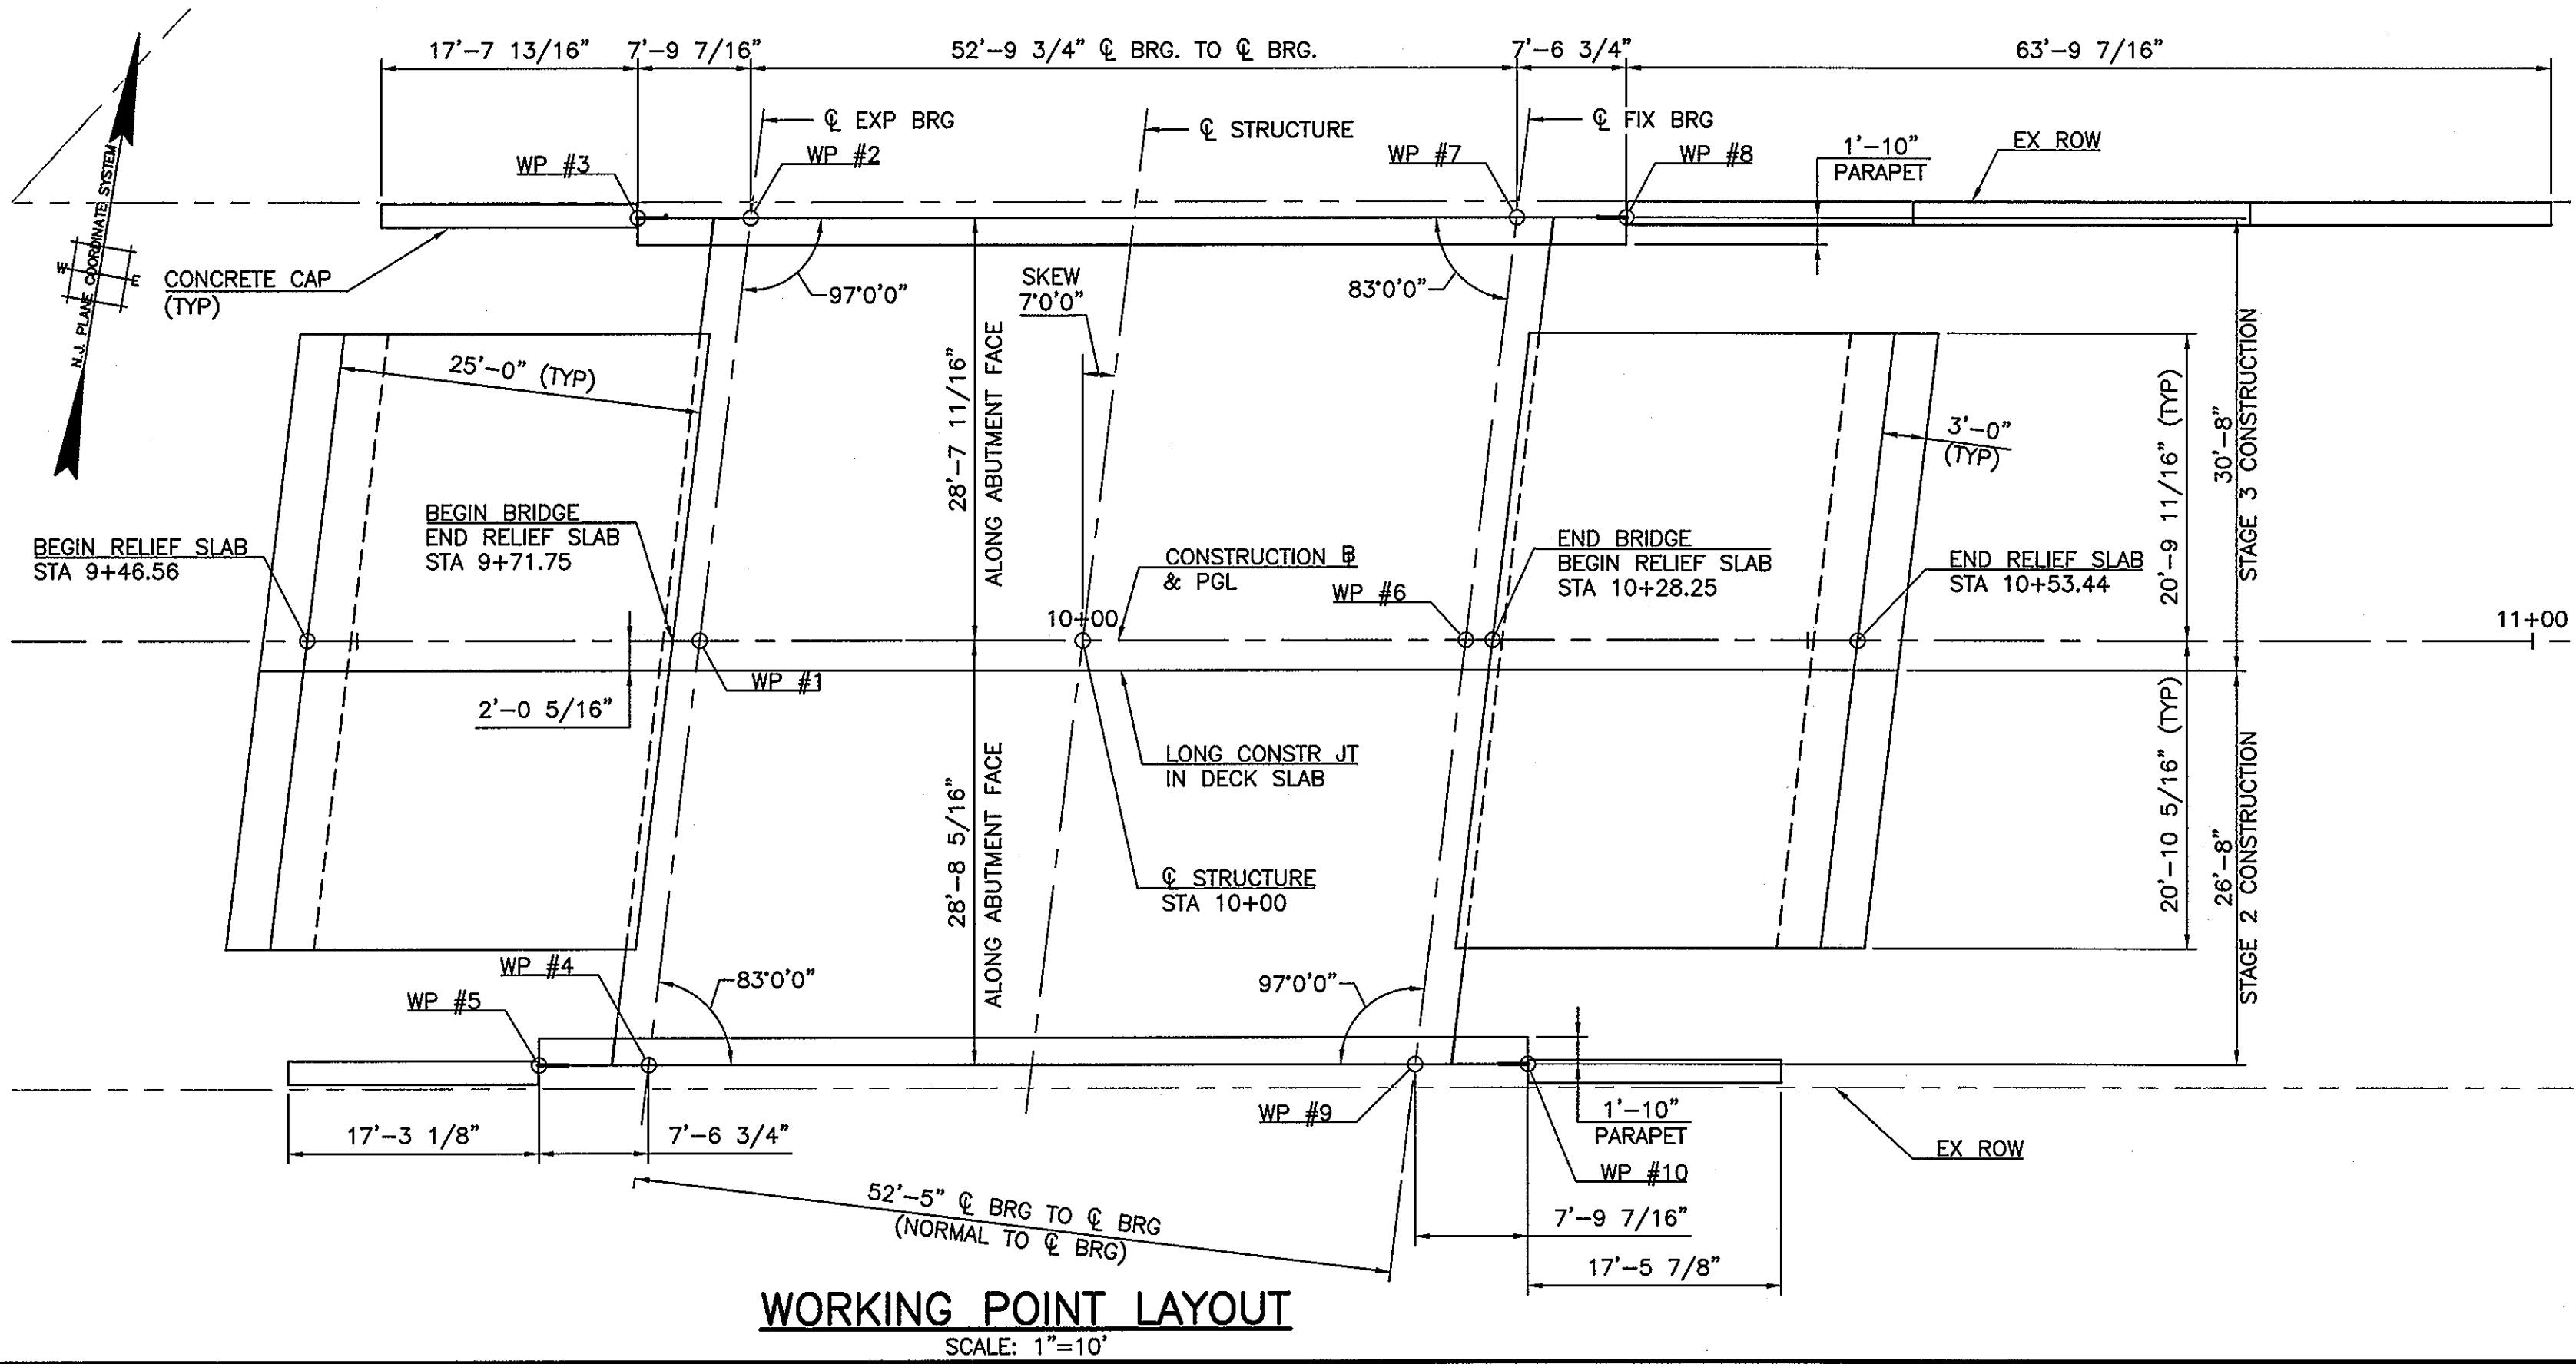 17'-7 13/16"
7'-9 7/16"
52'-9 3/4" ℄ BRG. TO ℄ BRG.
7'-6 3/4"
63'-9 7/16"
℄ EXP BRG
℄ STRUCTURE
℄ FIX BRG
WP #3
WP #2
WP #7
WP #8
1'-10"
PARAPET
EX ROW
N.J. PLANE COORDINATE SYSTEM
W
E
CONCRETE CAP
(TYP)
97°0'0"
SKEW
7°0'0"
83°0'0"
25'-0" (TYP)
28'-7 11/16"
ALONG ABUTMENT FACE
3'-0"
(TYP)
20'-9 11/16" (TYP)
30'-8"
STAGE 3 CONSTRUCTION
BEGIN RELIEF SLAB
STA 9+46.56
BEGIN BRIDGE
END RELIEF SLAB
STA 9+71.75
CONSTRUCTION B
& PGL
WP #6
END BRIDGE
BEGIN RELIEF SLAB
STA 10+28.25
END RELIEF SLAB
STA 10+53.44
10+00
11+00
WP #1
2'-0 5/16"
LONG CONSTR JT
IN DECK SLAB
28'-8 5/16"
ALONG ABUTMENT FACE
20'-10 5/16" (TYP)
26'-8"
STAGE 2 CONSTRUCTION
℄ STRUCTURE
STA 10+00
WP #4
83°0'0"
WP #5
97°0'0"
WP #9
1'-10"
PARAPET
WP #10
EX ROW
17'-3 1/8"
7'-6 3/4"
52'-5" ℄ BRG TO ℄ BRG
(NORMAL TO ℄ BRG)
7'-9 7/16"
17'-5 7/8"
WORKING POINT LAYOUT
SCALE: 1"=10'